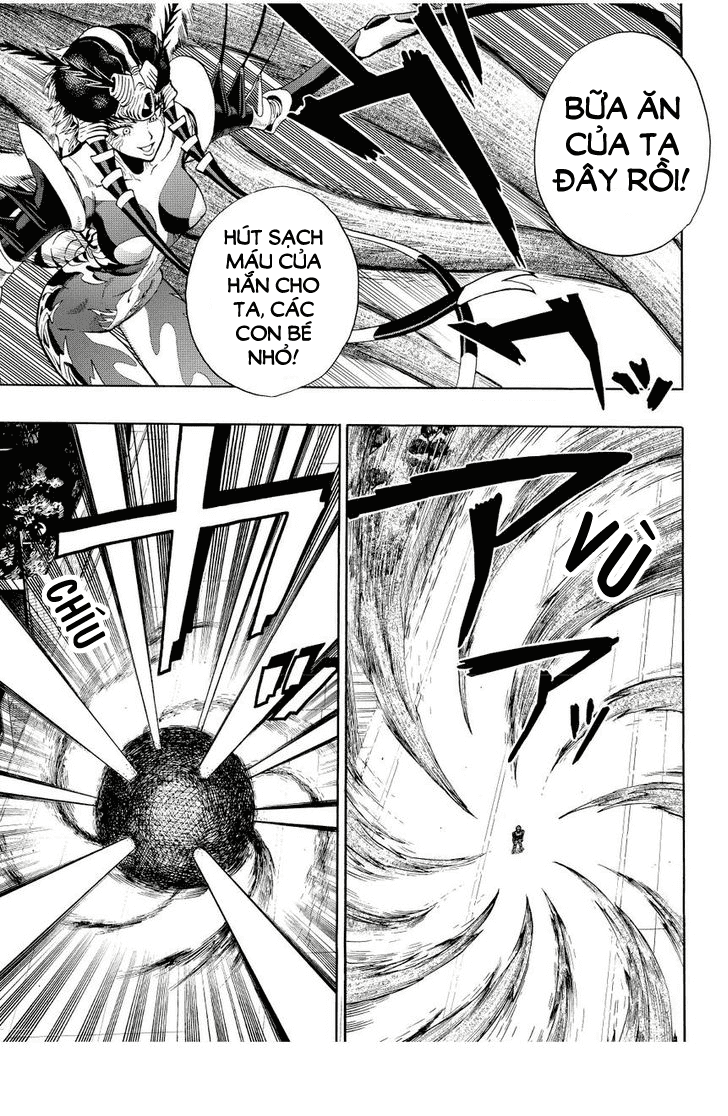 BỮA ĂN
CỦA TA
ĐÂY RỒI!
HÚT SẠCH
MÁU CỦA
HẮN CHO
TA, CÁC
CON BÉ
NHỎ!
VÙ
CHÍU